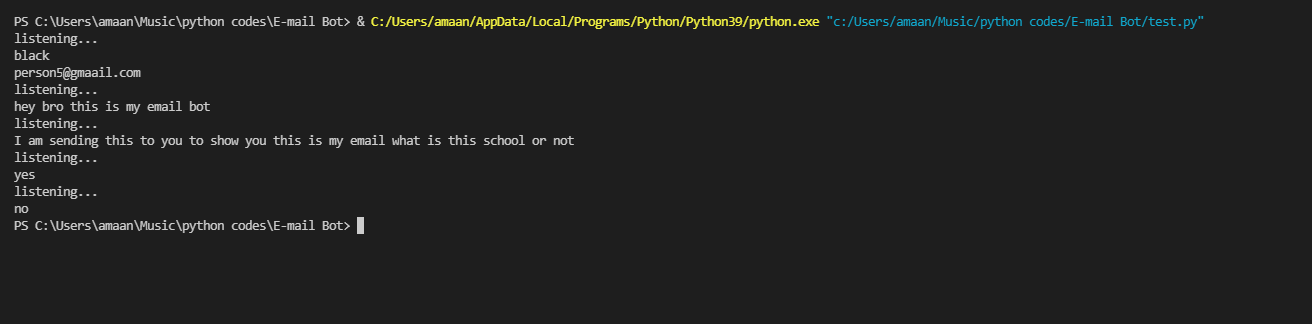 PS C:\Users\amaan\Music\python codes\E-mail Bot> & C:/Users/amaan/AppData/Local/Programs/Python/Python39/python.exe "c:/Users/amaan/Music/python codes/E-mail Bot/test.py"
listening...
black
person5@gmaail.com
listening...
hey bro this is my email bot
listening...
I am sending this to you to show you this is my email what is this school or not
listening...
yes
listening...
no
PS C:\Users\amaan\Music\python codes\E-mail Bot>